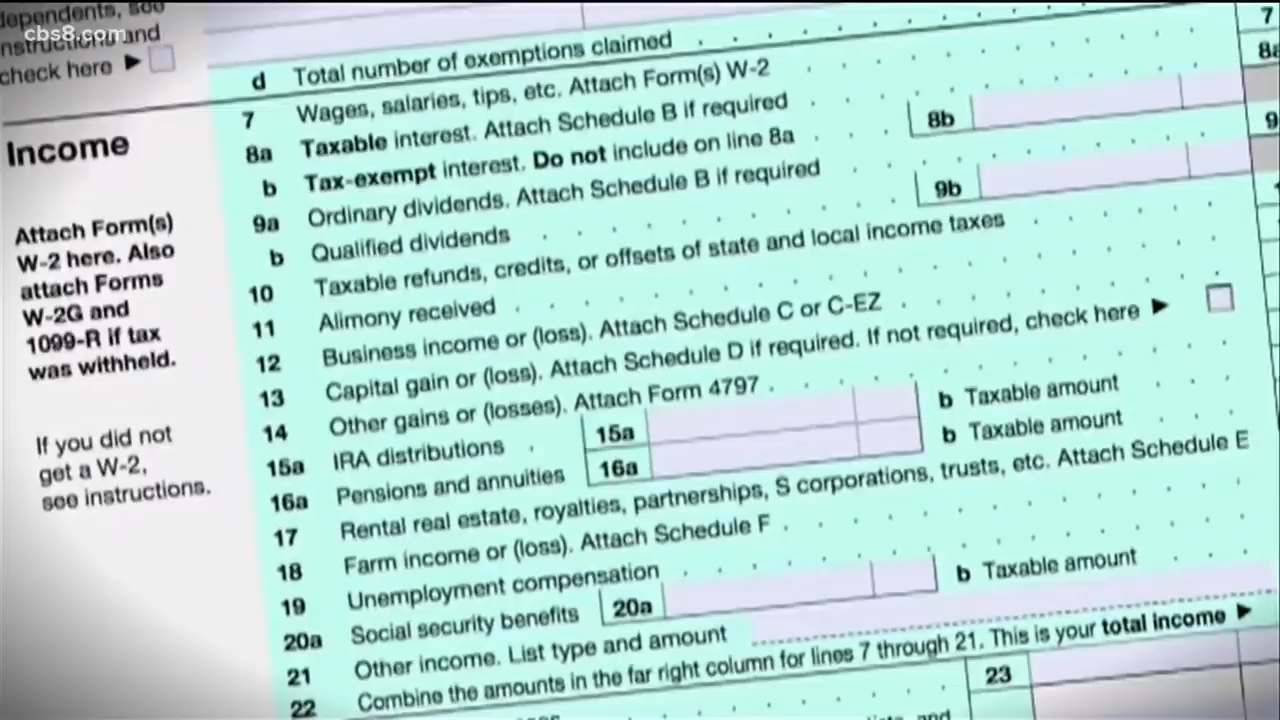 dependents, see
cbs8.com
instructions and
check here ▶
d Total number of exemptions claimed . . . . . . . . . . . . . . .
7 Wages, salaries, tips, etc. Attach Form(s) W-2 . . . . . . . . . . . . 7
8a Taxable interest. Attach Schedule B if required . . . . . . . . . . . . 8a
b Tax-exempt interest. Do not include on line 8a . . . 8b
9a Ordinary dividends. Attach Schedule B if required . . . . . . . . . . . 9
b Qualified dividends . . . . . . . . . . . 9b
10 Taxable refunds, credits, or offsets of state and local income taxes . . . . . .
11 Alimony received . . . . . . . . . . . . . . . . . . . . .
12 Business income or (loss). Attach Schedule C or C-EZ . . . . . . . . . .
13 Capital gain or (loss). Attach Schedule D if required. If not required, check here ▶
14 Other gains or (losses). Attach Form 4797 . . . . . . . . . . . . . .
15a IRA distributions . 15a b Taxable amount . . .
16a Pensions and annuities 16a b Taxable amount . . .
17 Rental real estate, royalties, partnerships, S corporations, trusts, etc. Attach Schedule E
18 Farm income or (loss). Attach Schedule F . . . . . . . . . . . . . .
19 Unemployment compensation . . . . . . . . . . . . . . . . .
20a Social security benefits 20a b Taxable amount . . .
21 Other income. List type and amount
22 Combine the amounts in the far right column for lines 7 through 21. This is your total income ▶
23
and
Income
Attach Form(s)
W-2 here. Also
attach Forms
W-2G and
1099-R if tax
was withheld.
If you did not
get a W-2,
see instructions.